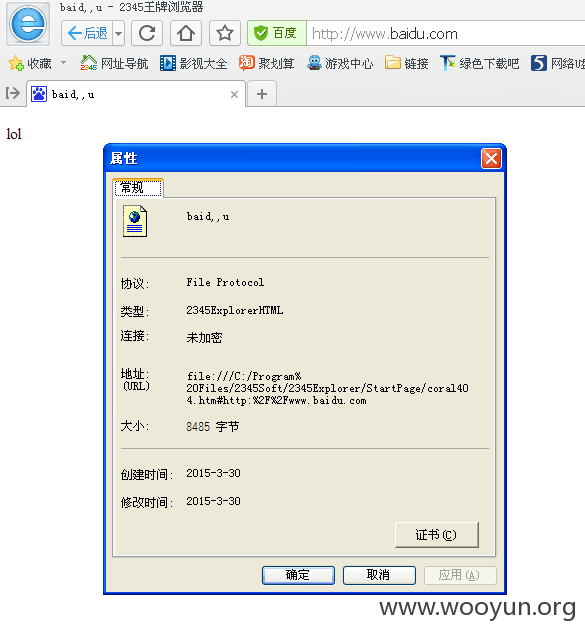 baid,,u - 2345王牌浏览器
后退
百度 http://www.baidu.com
收藏 网址导航 影视大全 聚划算 游戏中心 链接 绿色下载吧 网络
baid,,u
lol
属性
常规
baid,,u
协议: File Protocol
类型: 2345ExplorerHTML
连接: 未加密
地址: (URL) file:///C:/Program%
20Files/2345Soft/2345Explorer/StartPage/coral40
4.htm#http:%2F%2Fwww.baidu.com
大小: 8485 字节
创建时间: 2015-3-30
修改时间: 2015-3-30
证书(C)
确定 取消 应用(A)
www.wooyun.org